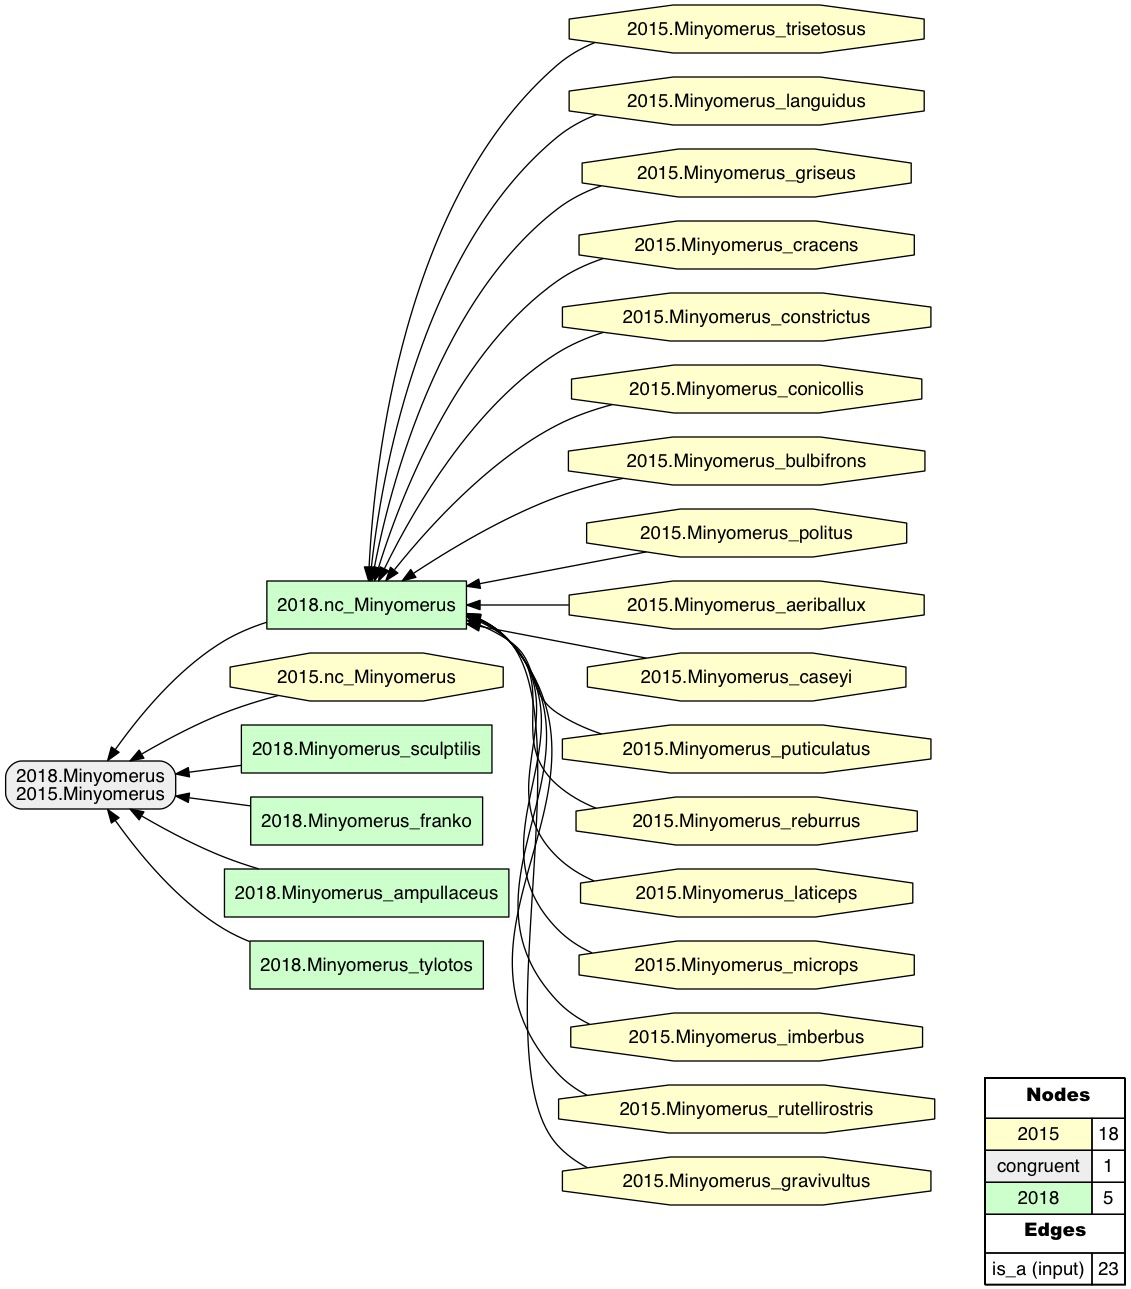 2015.Minyomerus_trisetosus
2015.Minyomerus_languidus
2015.Minyomerus_griseus
2015.Minyomerus_cracens
2015.Minyomerus_constrictus
2015.Minyomerus_conicollis
2015.Minyomerus_bulbifrons
2015.Minyomerus_politus
2018.nc_Minyomerus
2015.Minyomerus_aeriballux
2015.nc_Minyomerus
2015.Minyomerus_caseyi
2018.Minyomerus_sculptilis
2015.Minyomerus_puticulatus
2018.Minyomerus
2015.Minyomerus
2018.Minyomerus_franko
2015.Minyomerus_reburrus
2018.Minyomerus_ampullaceus
2015.Minyomerus_laticeps
2018.Minyomerus_tylotos
2015.Minyomerus_microps
2015.Minyomerus_imberbus
2015.Minyomerus_rutellirostris
2015.Minyomerus_gravivultus
Nodes
2015 18
congruent 1
2018 5
Edges
is_a (input) 23